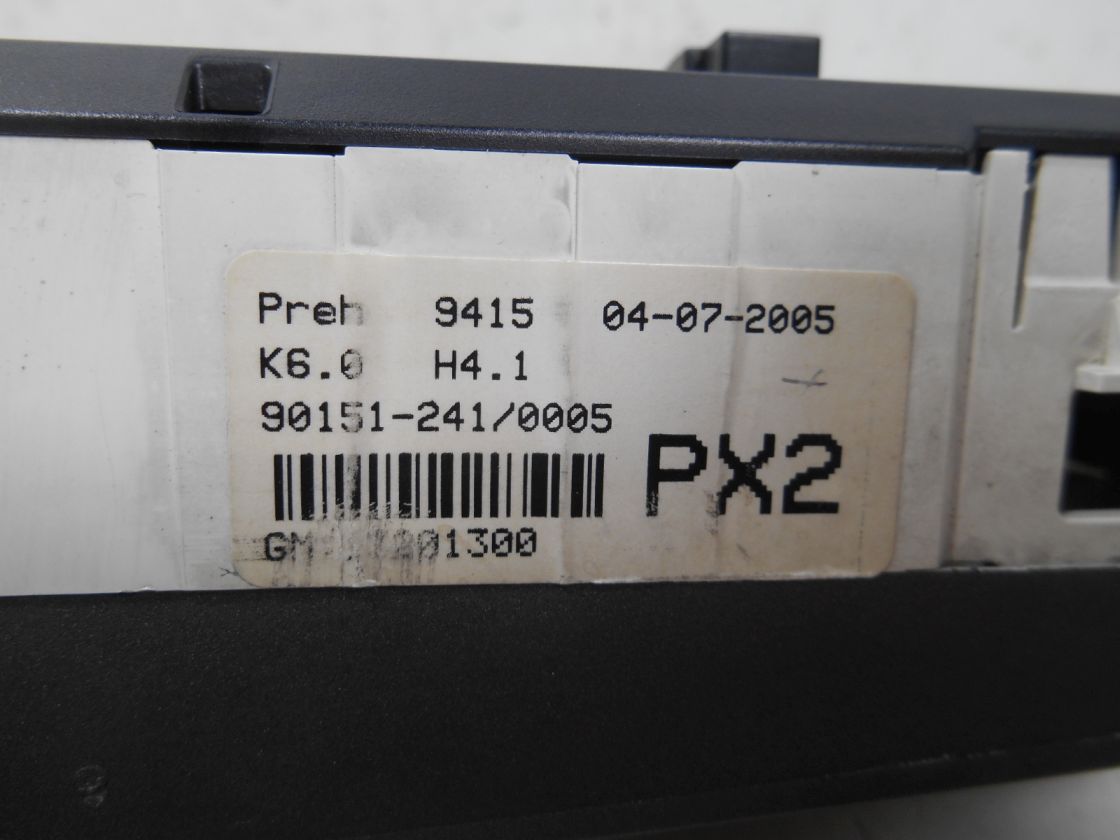 Preh 9415 04-07-2005
K6.0 H4.1
90151-241/0005
PX2